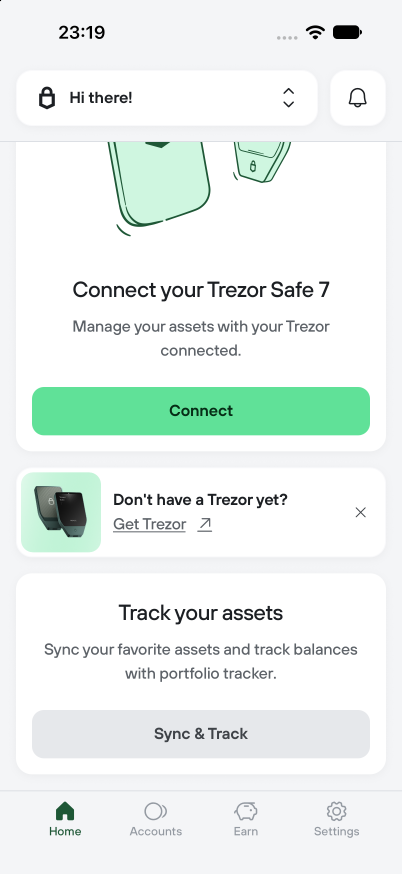 23:19
Hi there!
Connect your Trezor Safe 7
Manage your assets with your Trezor
connected.
Connect
Don't have a Trezor yet?
Get Trezor
Track your assets
Sync your favorite assets and track balances
with portfolio tracker.
Sync & Track
Home
Accounts
Earn
Settings